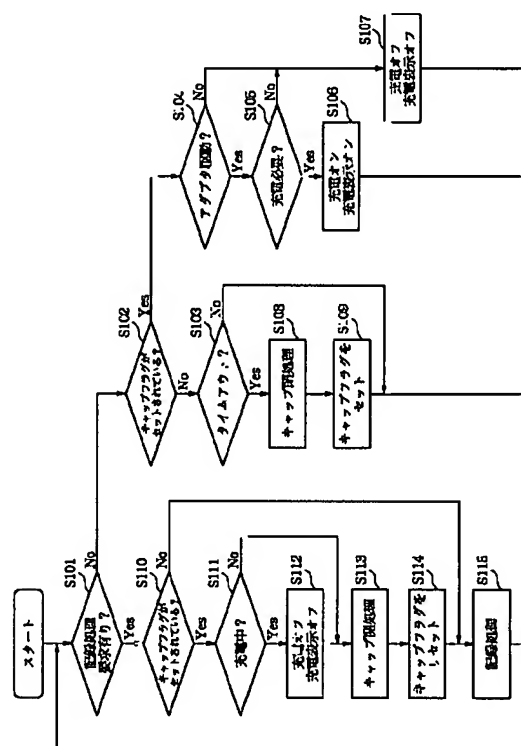 スタート
S101
記録処理
要求有り?
No
Yes
S110
キャップフラグが
セットされている?
No
Yes
S111
充電中?
No
Yes
S112
充電オフ
充電表示オフ
S113
キャップ開処理
S114
キャップフラグを
リセット
S115
記録処理
S102
キャップフラグが
セットされている?
Yes
No
S103
タイムアウト?
No
Yes
S108
キャップ閉処理
S109
キャップフラグを
セット
S104
アダプタ駆動?
No
Yes
S105
充電必要?
No
Yes
S106
充電オン
充電表示オン
S107
充電オフ
充電表示オフ